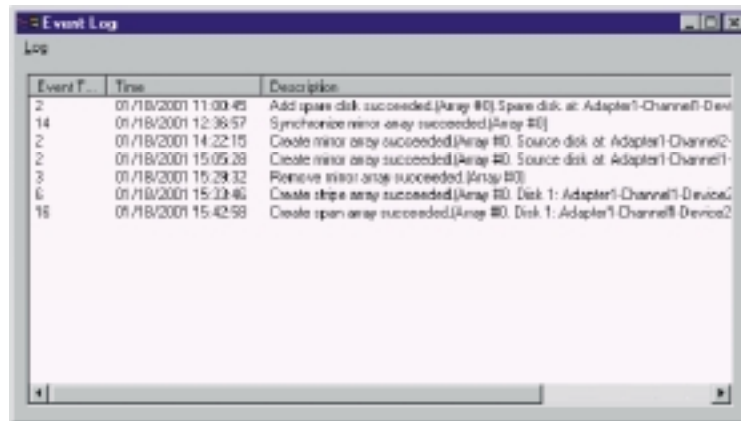 Event Log
Log
Event T... Time Description
2 01/18/2001 11:00:45 Add spare disk succeeded.(Array #0).Spare disk at: Adapter1-Channel1-Devi
14 01/18/2001 12:36:57 Synchronize mirror array succeeded.(Array #0)
2 01/18/2001 14:22:15 Create mirror array succeeded.(Array #0. Source disk at: Adapter1-Channel2-
2 01/18/2001 15:05:28 Create mirror array succeeded.(Array #0. Source disk at: Adapter1-Channel1-
3 01/18/2001 15:29:32 Remove mirror array succeeded.(Array #0)
6 01/18/2001 15:33:46 Create stripe array succeeded.(Array #0. Disk 1: Adapter1-Channel1-Device2
16 01/18/2001 15:42:59 Create span array succeeded.(Array #0. Disk 1: Adapter1-Channel1-Device2